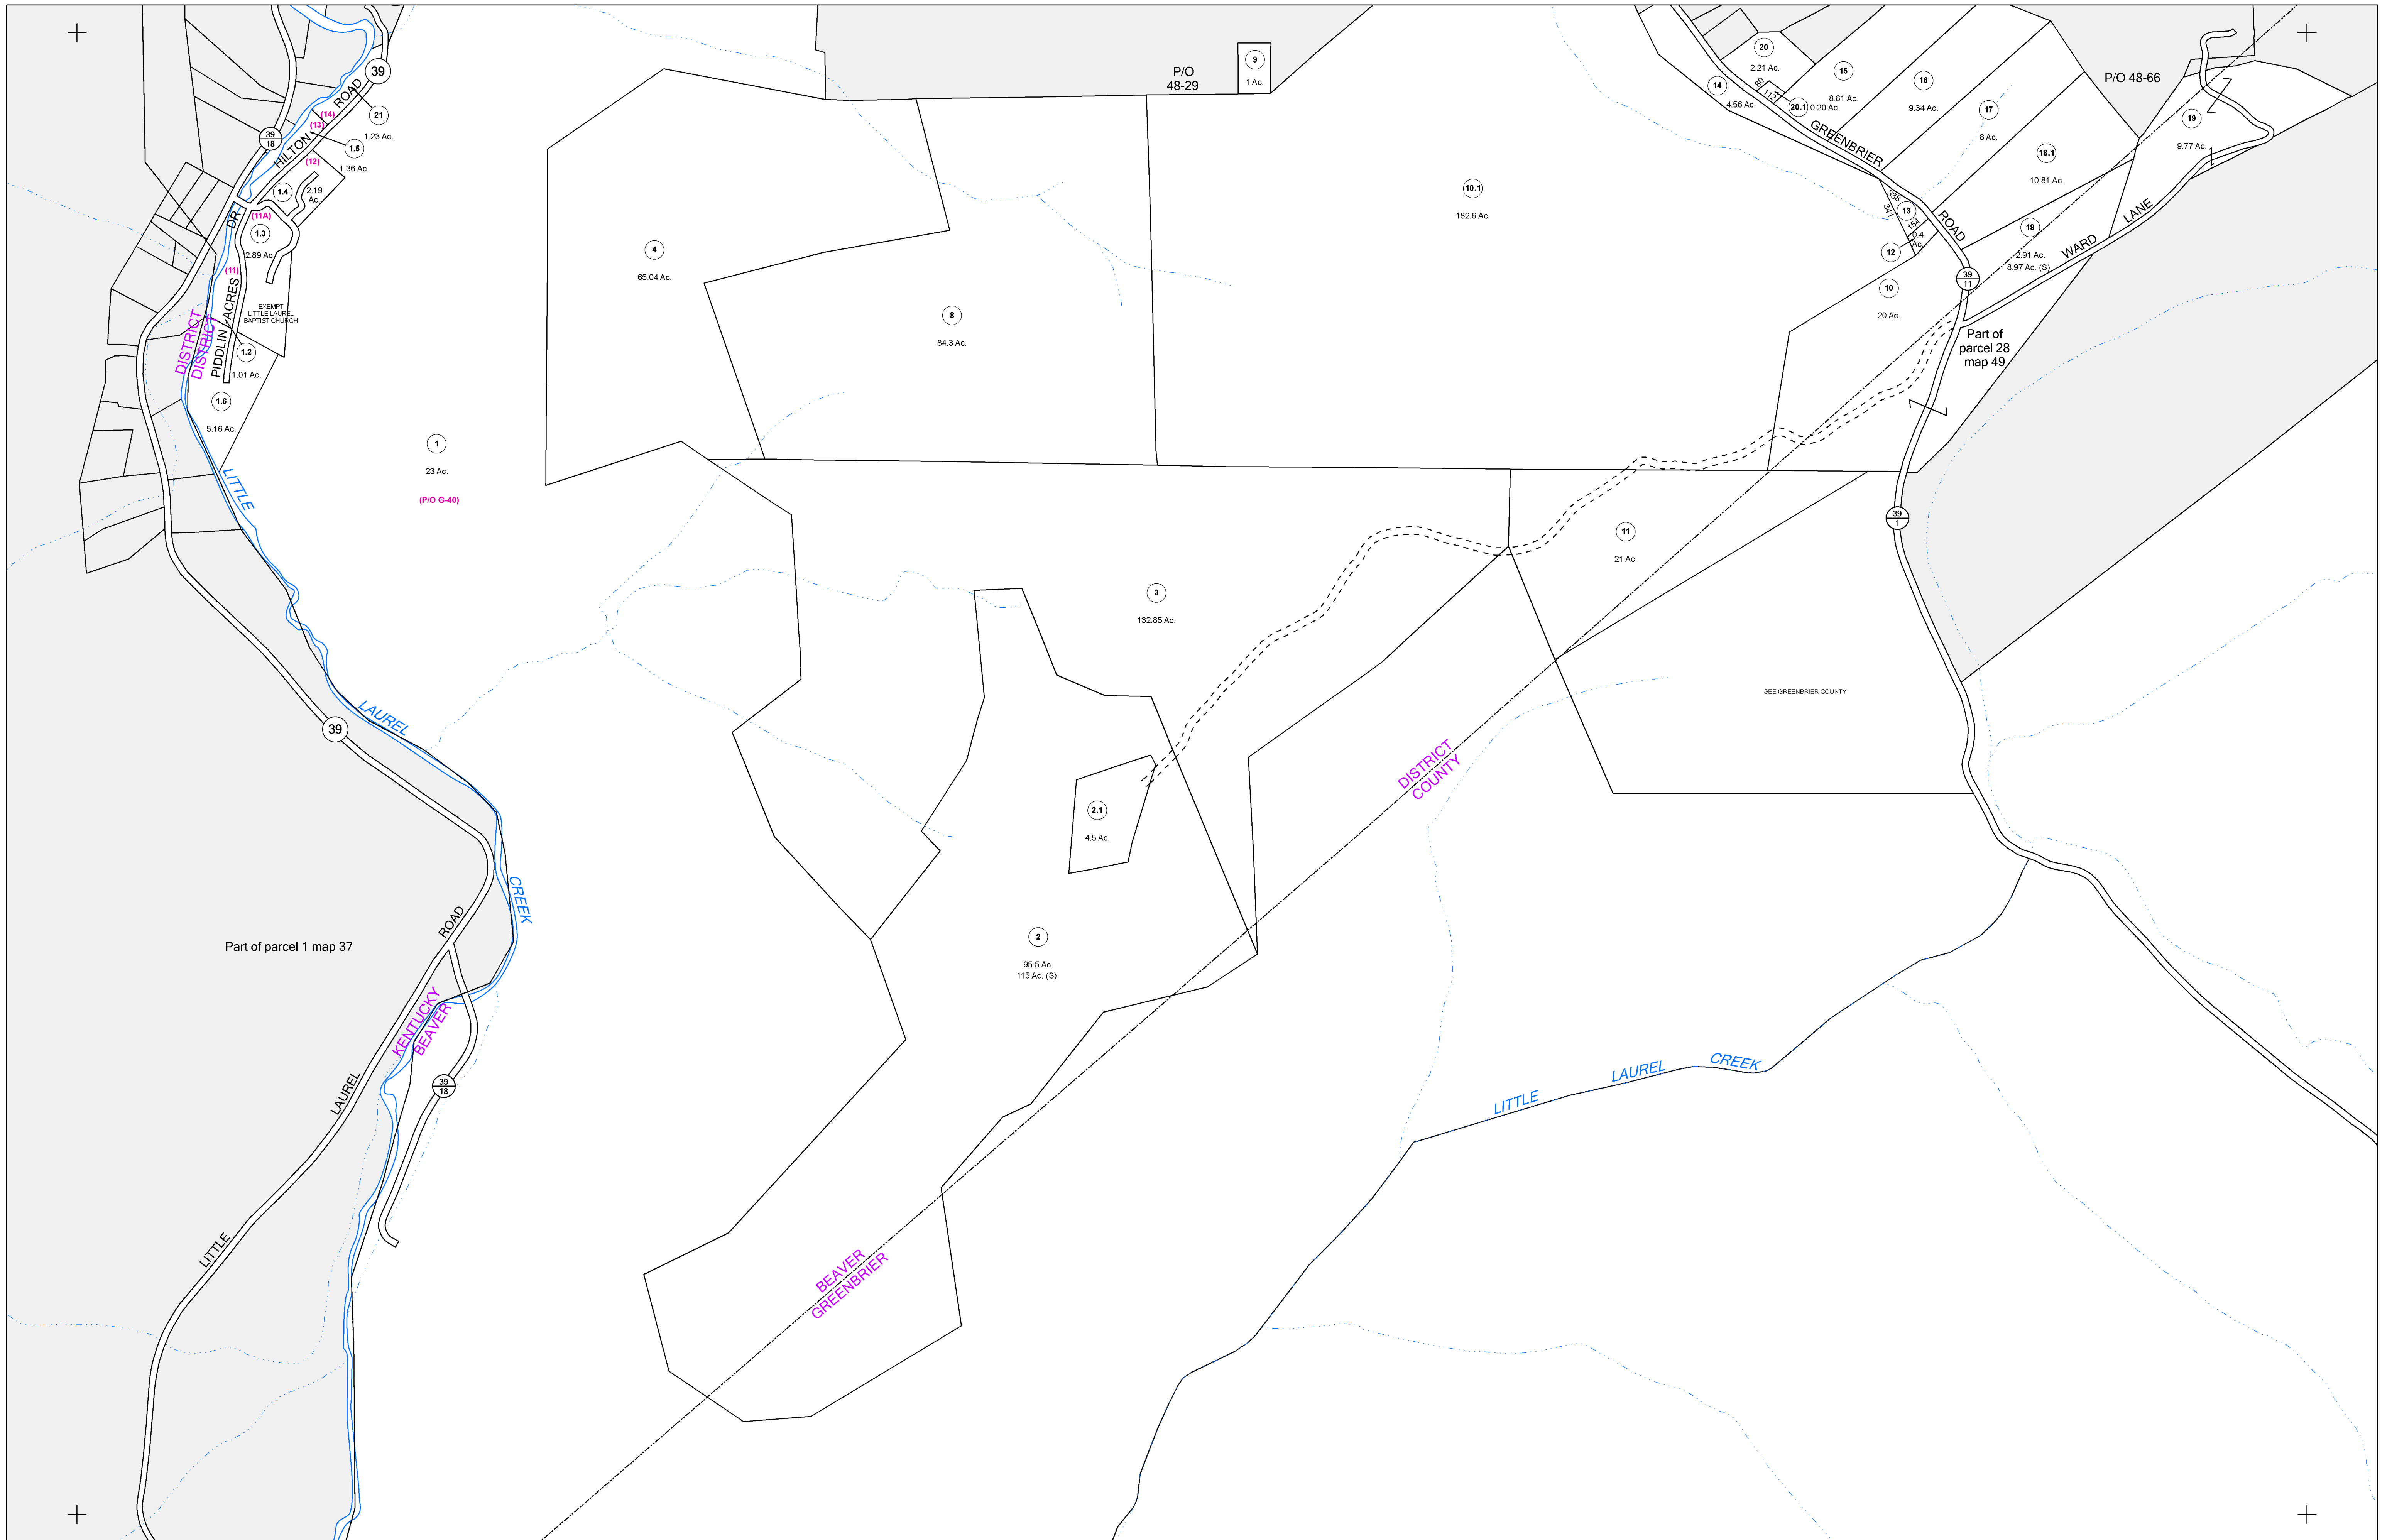 39
ROAD
HILTON
39
18
21
1.23 Ac.
(14)
(13)
1.5
(12)
1.36 Ac.
1.4
2.19
Ac.
(11A)
1.3
2.89 Ac.
(11)
PIDDLIN ACRES DR
EXEMPT
LITTLE LAUREL
BAPTIST CHURCH
DISTRICT
DISTRICT
1.2
1.01 Ac.
1.6
5.16 Ac.
1
23 Ac.
(P/O G-40)
4
65.04 Ac.
8
84.3 Ac.
P/O
48-29
9
1 Ac.
10.1
182.6 Ac.
14
4.56 Ac.
20
2.21 Ac.
80
112
20.1
0.20 Ac.
15
8.81 Ac.
16
9.34 Ac.
17
8 Ac.
18.1
10.81 Ac.
P/O 48-66
19
9.77 Ac.
GREENBRIER
ROAD
338
341
13
154
0.4
Ac.
12
10
20 Ac.
18
2.91 Ac.
8.97 Ac. (S)
WARD LANE
39
11
Part of
parcel 28
map 49
39
1
11
21 Ac.
3
132.85 Ac.
SEE GREENBRIER COUNTY
LITTLE
LAUREL
CREEK
39
2.1
4.5 Ac.
DISTRICT
COUNTY
2
95.5 Ac.
115 Ac. (S)
Part of parcel 1 map 37
ROAD
LAUREL
LITTLE
KENTUCKY
BEAVER
39
18
LITTLE LAUREL CREEK
BEAVER
GREENBRIER